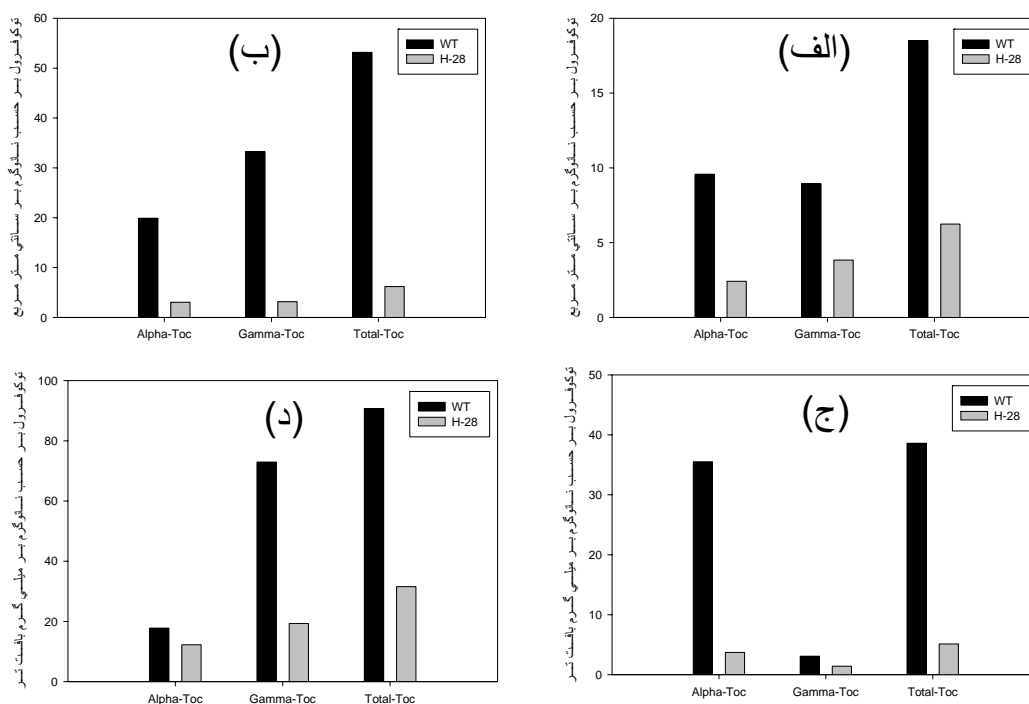 توکوفرول بر حسب نانوگرم بر سانتی متر مربع
20
15
10
5
0
(الف)
WT
H-28
Alpha-Toc Gamma-Toc Total-Toc
توکوفرول بر حسب نانوگرم بر سانتی متر مربع
60
50
40
30
20
10
0
(ب)
WT
H-28
Alpha-Toc Gamma-Toc Total-Toc
توکوفرول بر حسب نانوگرم بر میلی گرم بافت تر
50
40
30
20
10
0
(ج)
WT
H-28
Alpha-Toc Gamma-Toc Total-Toc
توکوفرول بر حسب نانوگرم بر میلی گرم بافت تر
100
80
60
40
20
0
(د)
WT
H-28
Alpha-Toc Gamma-Toc Total-Toc